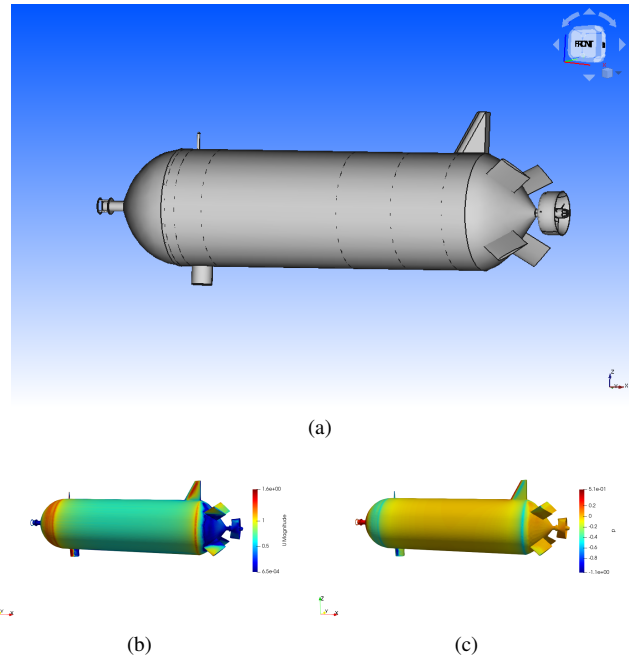 FRONT
Z
Y
X
(a)
1.6e+00
1
0.5
6.5e-04
U Magnitude
Y
X
5.1e-01
0.2
0
-0.2
-0.4
-0.6
-0.8
-1.1e+00
p
Z
Y
X
(b)
(c)